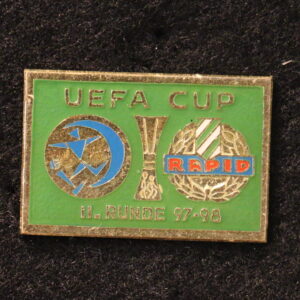 UEFA CUP
RAPID
II. RUNDE 97-98